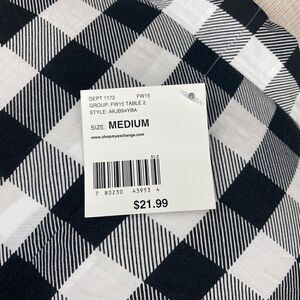 DEPT 1172 FW15
GROUP: FW15 TABLE 2
STYLE: AKJB94YBA
SIZE: MEDIUM
www.shopmyexchange.com
7 80230 43953 4
$21.99